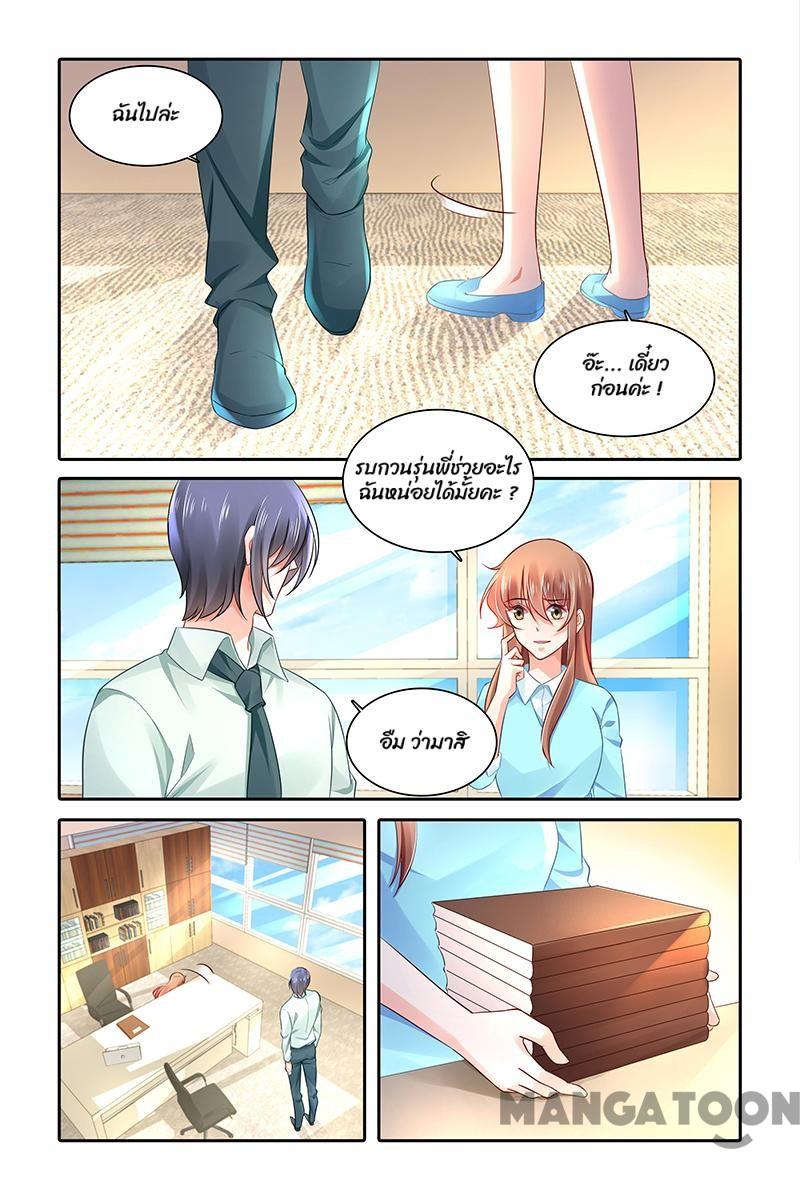 ฉันไปล่ะ
อ๊ะ... เดี๋ยว
ก่อนค่ะ !
รบกวนรุ่นพี่ช่วยอะไร
ฉันหน่อยได้มั้ยคะ ?
อืม ว่ามาสิ
MANGATOON